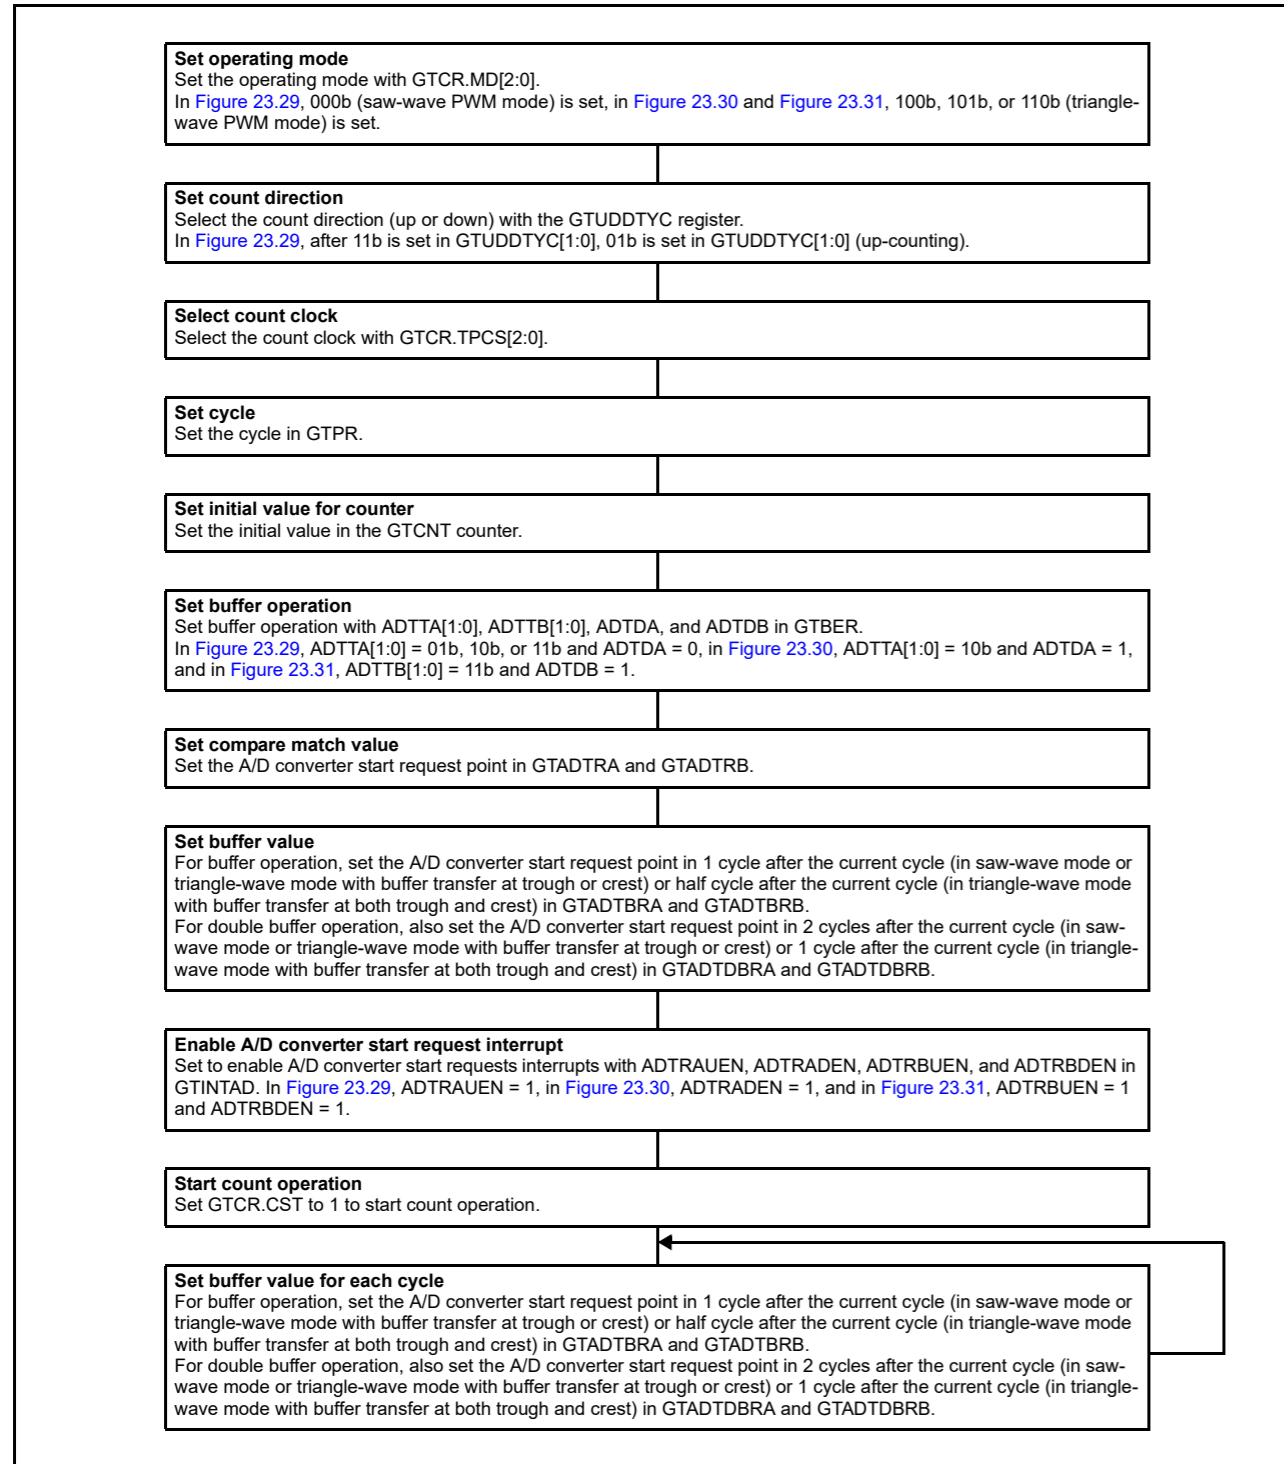 Set operating mode
Set the operating mode with GTCR.MD[2:0].
In Figure 23.29, 000b (saw-wave PWM mode) is set, in Figure 23.30 and Figure 23.31, 100b, 101b, or 110b (triangle-
wave PWM mode) is set.
Set count direction
Select the count direction (up or down) with the GTUDDTYC register.
In Figure 23.29, after 11b is set in GTUDDTYC[1:0], 01b is set in GTUDDTYC[1:0] (up-counting).
Select count clock
Select the count clock with GTCR.TPCS[2:0].
Set cycle
Set the cycle in GTPR.
Set initial value for counter
Set the initial value in the GTCNT counter.
Set buffer operation
Set buffer operation with ADTTA[1:0], ADTTB[1:0], ADTDA, and ADTDB in GTBER.
In Figure 23.29, ADTTA[1:0] = 01b, 10b, or 11b and ADTDA = 0, in Figure 23.30, ADTTA[1:0] = 10b and ADTDA = 1,
and in Figure 23.31, ADTTB[1:0] = 11b and ADTDB = 1.
Set compare match value
Set the A/D converter start request point in GTADTRA and GTADTRB.
Set buffer value
For buffer operation, set the A/D converter start request point in 1 cycle after the current cycle (in saw-wave mode or
triangle-wave mode with buffer transfer at trough or crest) or half cycle after the current cycle (in triangle-wave mode
with buffer transfer at both trough and crest) in GTADTBRA and GTADTBRB.
For double buffer operation, also set the A/D converter start request point in 2 cycles after the current cycle (in saw-
wave mode or triangle-wave mode with buffer transfer at trough or crest) or 1 cycle after the current cycle (in triangle-
wave mode with buffer transfer at both trough and crest) in GTADTDBRA and GTADTDBRB.
Enable A/D converter start request interrupt
Set to enable A/D converter start requests interrupts with ADTRAUEN, ADTRADEN, ADTRBUEN, and ADTRBDEN in
GTINTAD. In Figure 23.29, ADTRAUEN = 1, in Figure 23.30, ADTRADEN = 1, and in Figure 23.31, ADTRBUEN = 1
and ADTRBDEN = 1.
Start count operation
Set GTCR.CST to 1 to start count operation.
Set buffer value for each cycle
For buffer operation, set the A/D converter start request point in 1 cycle after the current cycle (in saw-wave mode or
triangle-wave mode with buffer transfer at trough or crest) or half cycle after the current cycle (in triangle-wave mode
with buffer transfer at both trough and crest) in GTADTBRA and GTADTBRB.
For double buffer operation, also set the A/D converter start request point in 2 cycles after the current cycle (in saw-
wave mode or triangle-wave mode with buffer transfer at trough or crest) or 1 cycle after the current cycle (in triangle-
wave mode with buffer transfer at both trough and crest) in GTADTDBRA and GTADTDBRB.